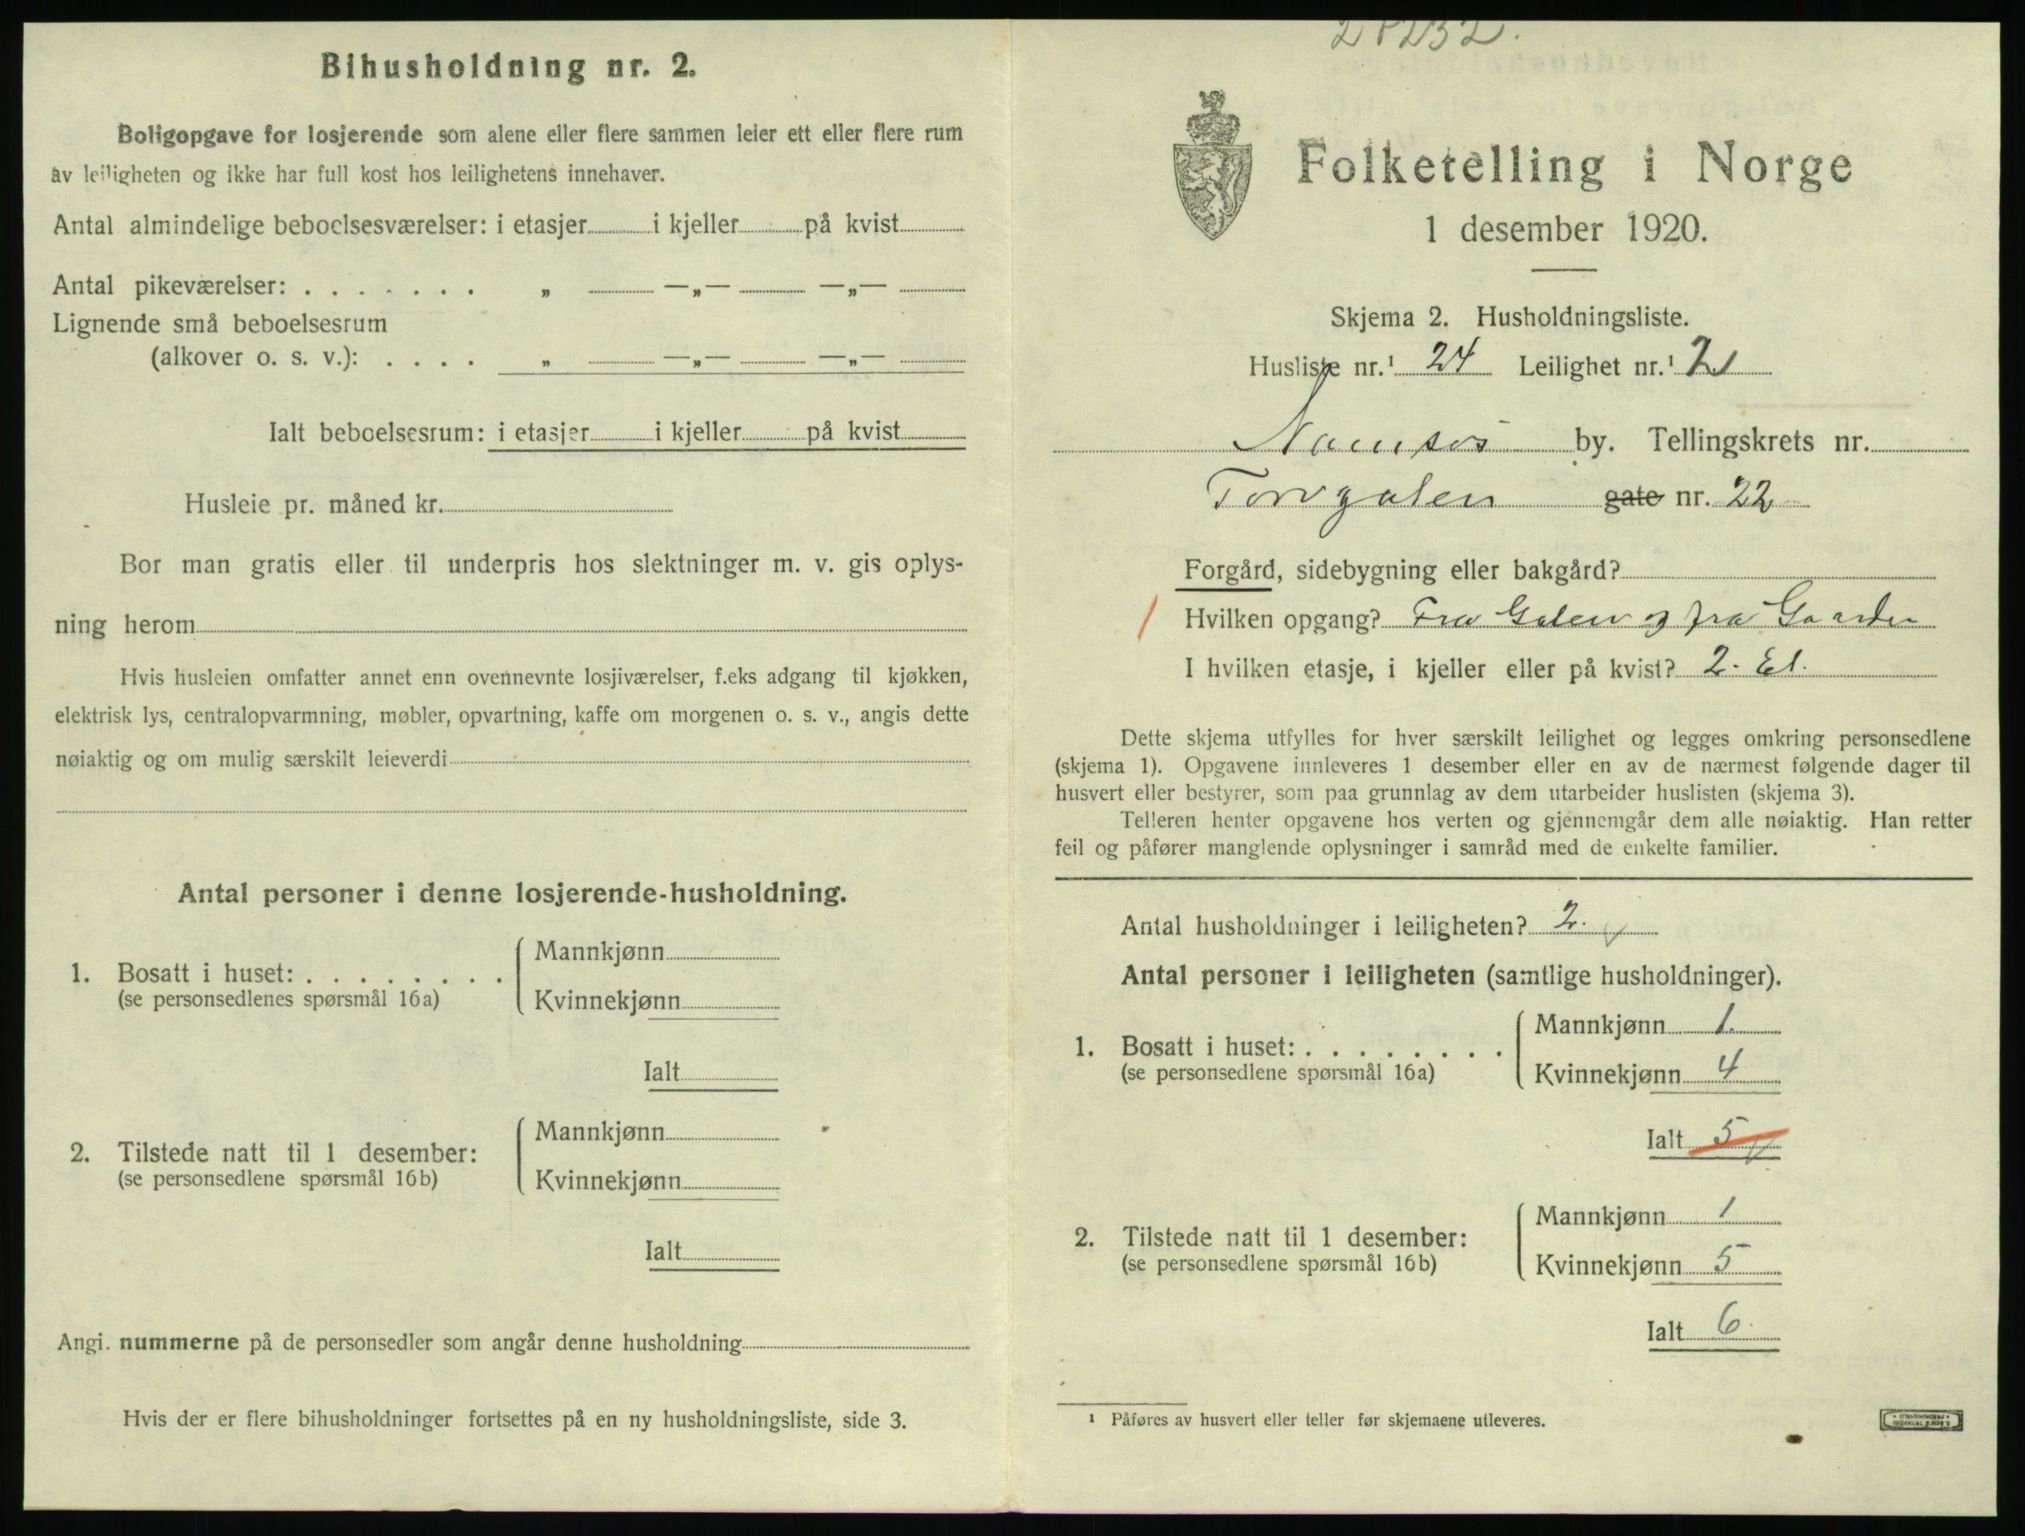 Bihusholdning nr. 2.
Boligopgave for losjerende som alene eller flere sammen leier ett eller flere rum
av leiligheten og ikke har full kost hos leilighetens innehaver.
Antal almindelige beboelsesværelser: i etasjer i kjeller på kvist
Antal pikeværelser: . . . . . . . „ —„— —„—
Lignende små beboelsesrum
(alkover o. s. v.): . . . . „ —„— —„—
Ialt beboelsesrum: i etasjer i kjeller på kvist
Husleie pr. måned kr.
Bor man gratis eller til underpris hos slektninger m. v. gis oplys-
ning herom
Hvis husleien omfatter annet enn ovennevnte losjiværelser, f.eks adgang til kjøkken,
elektrisk lys, centralopvarmning, møbler, opvartning, kaffe om morgenen o. s. v., angis dette
nøiaktig og om mulig særskilt leieverdi
Antal personer i denne losjerende-husholdning.
Mannkjønn
1. Bosatt i huset: . . . . . . . .
(se personsedlenes spørsmål 16a)
Kvinnekjønn
Ialt
Mannkjønn
2. Tilstede natt til 1 desember:
(se personsedlene spørsmål 16b)
Kvinnekjønn
Ialt
Angi. nummerne på de personsedler som angår denne husholdning
Hvis der er flere bihusholdninger fortsettes på en ny husholdningsliste, side 3.
Folketelling i Norge
1 desember 1920.
Skjema 2. Husholdningsliste.
Husliste nr.¹ 24 Leilighet nr.¹ 2
Namsos by. Tellingskrets nr.
Torvgaten gate nr. 22
Forgård, sidebygning eller bakgård?
Hvilken opgang? Fra Gaten og fra Gaarden
I hvilken etasje, i kjeller eller på kvist? 2. Et.
Dette skjema utfylles for hver særskilt leilighet og legges omkring personsedlene
(skjema 1). Opgavene innleveres 1 desember eller en av de nærmest følgende dager til
husvert eller bestyrer, som paa grunnlag av dem utarbeider huslisten (skjema 3).
Telleren henter opgavene hos verten og gjennemgår dem alle nøiaktig. Han retter
feil og påfører manglende oplysninger i samråd med de enkelte familier.
Antal husholdninger i leiligheten? 2.
Antal personer i leiligheten (samtlige husholdninger).
Mannkjønn 1.
1. Bosatt i huset: . . . . . . . .
(se personsedlene spørsmål 16a)
Kvinnekjønn 4
Ialt 5
Mannkjønn 1
2. Tilstede natt til 1 desember:
(se personsedlene spørsmål 16b)
Kvinnekjønn 5
Ialt 6.
¹ Påføres av husvert eller teller før skjemaene utleveres.